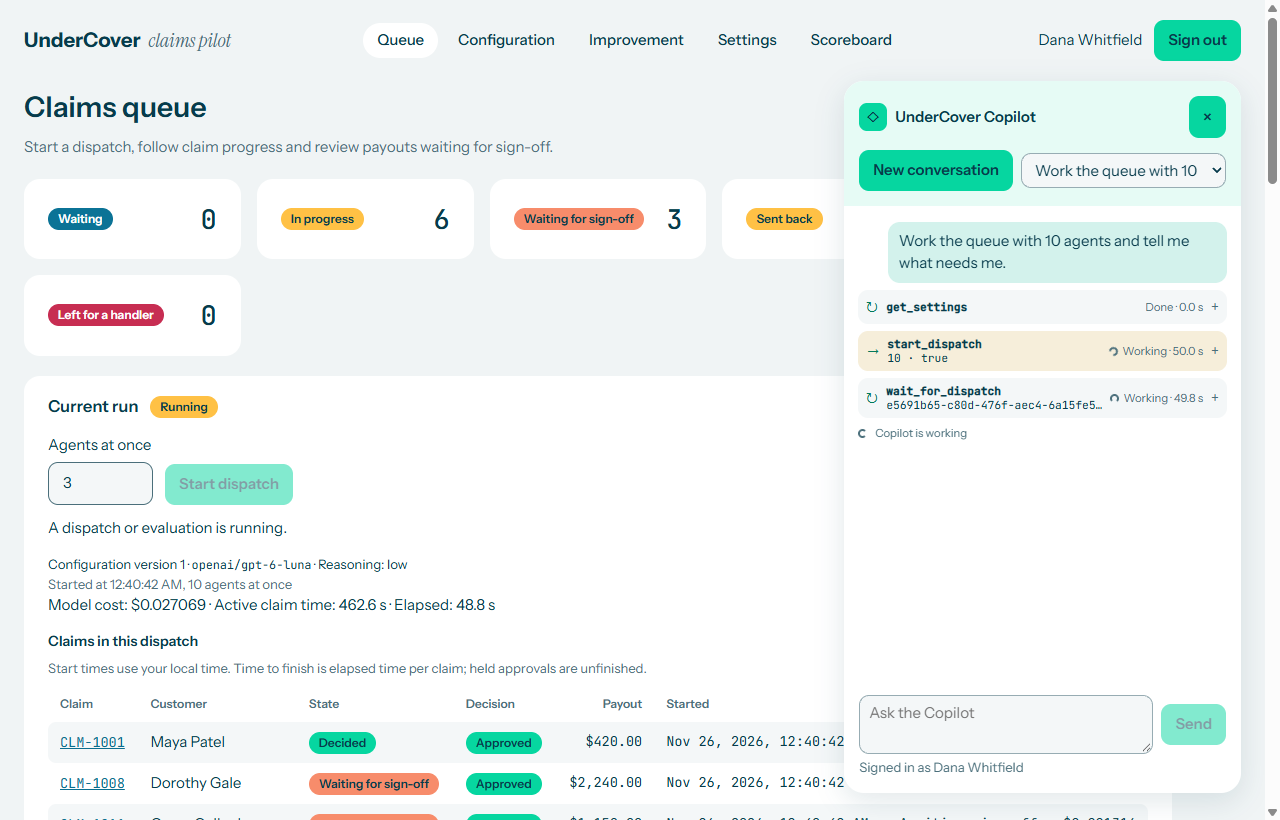 UnderCover claims pilot
Queue
Configuration
Improvement
Settings
Scoreboard
Dana Whitfield
Sign out
Claims queue
Start a dispatch, follow claim progress and review payouts waiting for sign-off.
Waiting 0
In progress 6
Waiting for sign-off 3
Sent back
Left for a handler 0
Current run Running
Agents at once
3
Start dispatch
A dispatch or evaluation is running.
Configuration version 1 · openai/gpt-6-luna · Reasoning: low
Started at 12:40:42 AM, 10 agents at once
Model cost: $0.027069 · Active claim time: 462.6 s · Elapsed: 48.8 s
Claims in this dispatch
Start times use your local time. Time to finish is elapsed time per claim; held approvals are unfinished.
Claim Customer State Decision Payout Started
CLM-1001 Maya Patel Decided Approved $420.00 Nov 26, 2026, 12:40:42
CLM-1008 Dorothy Gale Waiting for sign-off Approved $2,240.00 Nov 26, 2026, 12:40:42
◇ UnderCover Copilot ×
New conversation
Work the queue with 10
Work the queue with 10 agents and tell me
what needs me.
↻ get_settings Done · 0.0 s +
→ start_dispatch Working · 50.0 s +
10 · true
↻ wait_for_dispatch Working · 49.8 s +
e5691b65-c80d-476f-aec4-6a15fe5…
Copilot is working
Ask the Copilot
Send
Signed in as Dana Whitfield